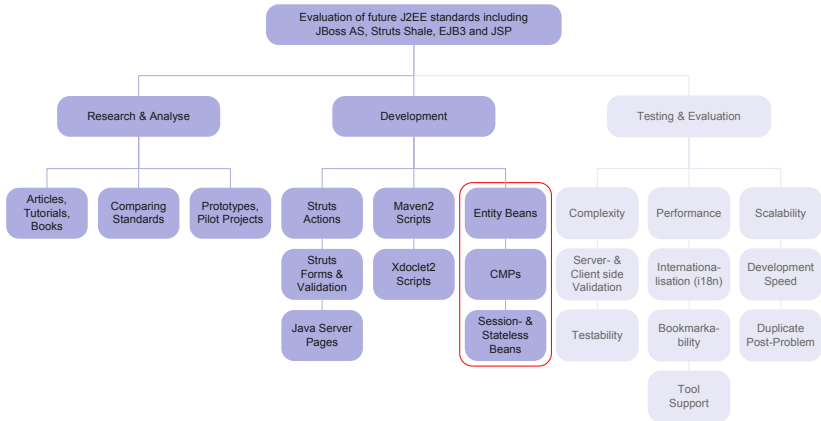 Evaluation of future J2EE standards including
JBoss AS, Struts Shale, EJB3 and JSP
Research & Analyse
Development
Testing & Evaluation
Articles,
Tutorials,
Books
Comparing
Standards
Prototypes,
Pilot Projects
Struts
Actions
Maven2
Scripts
Entity Beans
Complexity
Performance
Scalability
Struts
Forms &
Validation
Xdoclet2
Scripts
CMPs
Server- &
Client side
Validation
Internationa-
lisation (i18n)
Development
Speed
Java Server
Pages
Session- &
Stateless
Beans
Testability
Bookmarka-
bility
Duplicate
Post-Problem
Tool
Support